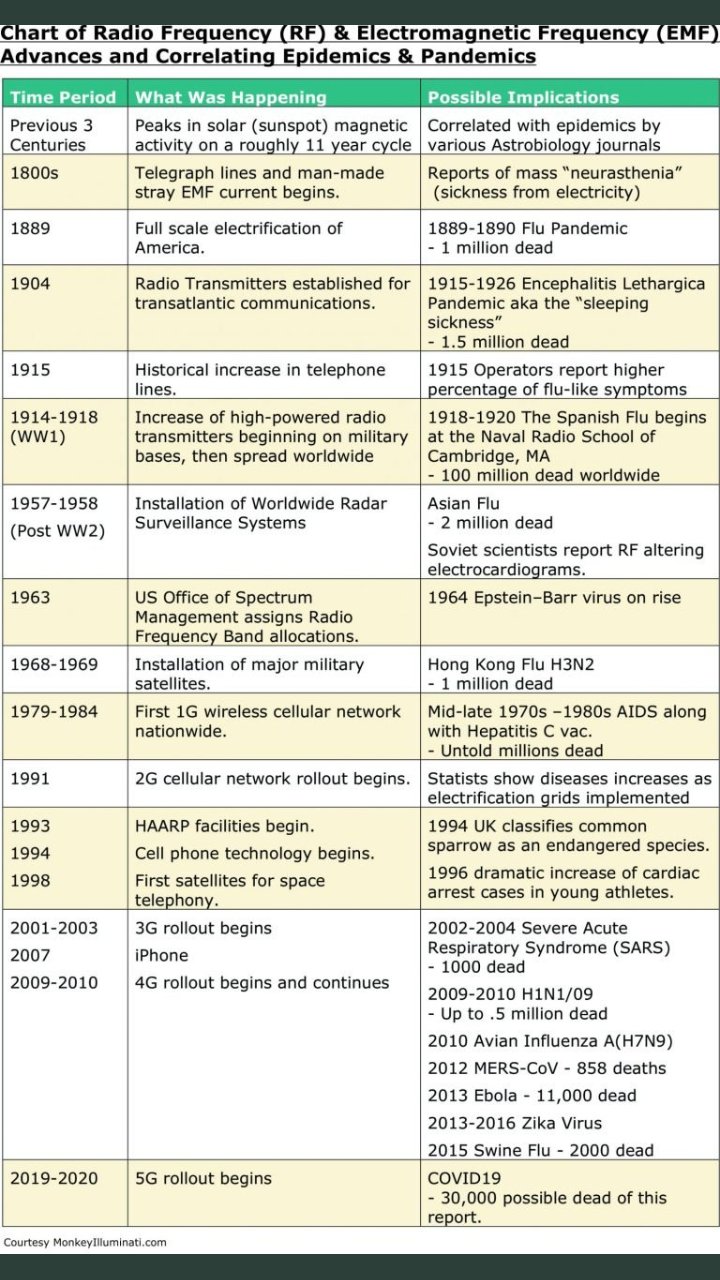 Chart of Radio Frequency (RF) & Electromagnetic Frequency (EMF)
Advances and Correlating Epidemics & Pandemics
Time Period What Was Happening Possible Implications
Previous 3 Centuries
Peaks in solar (sunspot) magnetic
activity on a roughly 11 year cycle
Correlated with epidemics by
various Astrobiology journals
1800s
Telegraph lines and man-made
stray EMF current begins.
Reports of mass “neurasthenia”
(sickness from electricity)
1889
Full scale electrification of
America.
1889-1890 Flu Pandemic
- 1 million dead
1904
Radio Transmitters established for
transatlantic communications.
1915-1926 Encephalitis Lethargica
Pandemic aka the “sleeping
sickness”
- 1.5 million dead
1915
Historical increase in telephone
lines.
1915 Operators report higher
percentage of flu-like symptoms
1914-1918
(WW1)
Increase of high-powered radio
transmitters beginning on military
bases, then spread worldwide
1918-1920 The Spanish Flu begins
at the Naval Radio School of
Cambridge, MA
- 100 million dead worldwide
1957-1958
(Post WW2)
Installation of Worldwide Radar
Surveillance Systems
Asian Flu
- 2 million dead
Soviet scientists report RF altering
electrocardiograms.
1963
US Office of Spectrum
Management assigns Radio
Frequency Band allocations.
1964 Epstein–Barr virus on rise
1968-1969
Installation of major military
satellites.
Hong Kong Flu H3N2
- 1 million dead
1979-1984
First 1G wireless cellular network
nationwide.
Mid-late 1970s –1980s AIDS along
with Hepatitis C vac.
- Untold millions dead
1991
2G cellular network rollout begins.
Statists show diseases increases as
electrification grids implemented
1993
HAARP facilities begin.
1994
Cell phone technology begins.
1998
First satellites for space
telephony.
1994 UK classifies common
sparrow as an endangered species.
1996 dramatic increase of cardiac
arrest cases in young athletes.
2001-2003
3G rollout begins
2007
iPhone
2009-2010
4G rollout begins and continues
2002-2004 Severe Acute
Respiratory Syndrome (SARS)
- 1000 dead
2009-2010 H1N1/09
- Up to .5 million dead
2010 Avian Influenza A(H7N9)
2012 MERS-CoV - 858 deaths
2013 Ebola - 11,000 dead
2013-2016 Zika Virus
2015 Swine Flu - 2000 dead
2019-2020
5G rollout begins
COVID19
- 30,000 possible dead of this
report.
Courtesy MonkeyIlluminati.com